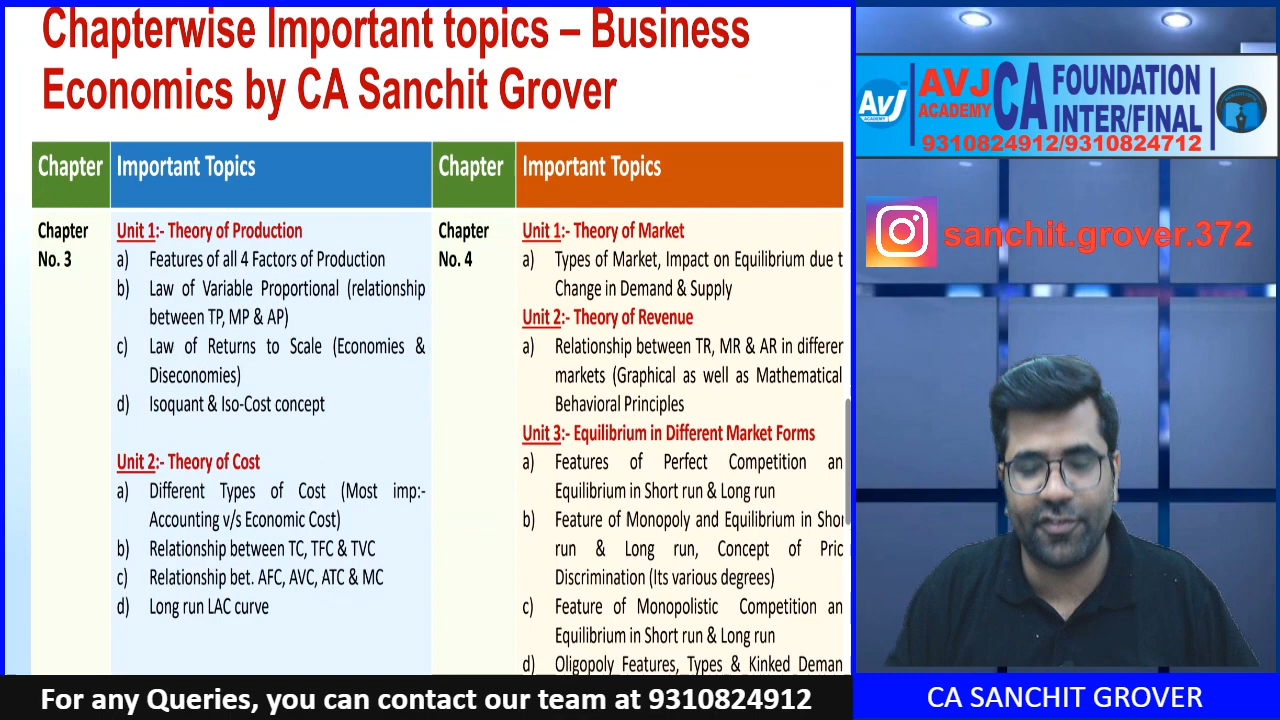 Chapterwise Important topics – Business
Economics by CA Sanchit Grover
Chapter
Important Topics
Chapter
Important Topics
Chapter
No. 3
Unit 1:- Theory of Production
a) Features of all 4 Factors of Production
b) Law of Variable Proportional (relationship
between TP, MP & AP)
c) Law of Returns to Scale (Economies &
Diseconomies)
d) Isoquant & Iso-Cost concept
Unit 2:- Theory of Cost
a) Different Types of Cost (Most imp:-
Accounting v/s Economic Cost)
b) Relationship between TC, TFC & TVC
c) Relationship bet. AFC, AVC, ATC & MC
d) Long run LAC curve
Chapter
No. 4
Unit 1:- Theory of Market
a) Types of Market, Impact on Equilibrium due t
Change in Demand & Supply
Unit 2:- Theory of Revenue
a) Relationship between TR, MR & AR in differer
markets (Graphical as well as Mathematical
Behavioral Principles
Unit 3:- Equilibrium in Different Market Forms
a) Features of Perfect Competition an
Equilibrium in Short run & Long run
b) Feature of Monopoly and Equilibrium in Shor
run & Long run, Concept of Pric
Discrimination (Its various degrees)
c) Feature of Monopolistic Competition an
Equilibrium in Short run & Long run
d) Oligopoly Features, Types & Kinked Deman
AVJ
ACADEMY
AVJ
ACADEMY
CA
FOUNDATION
INTER/FINAL
9310824912/9310824712
sanchit.grover.372
For any Queries, you can contact our team at 9310824912
CA SANCHIT GROVER